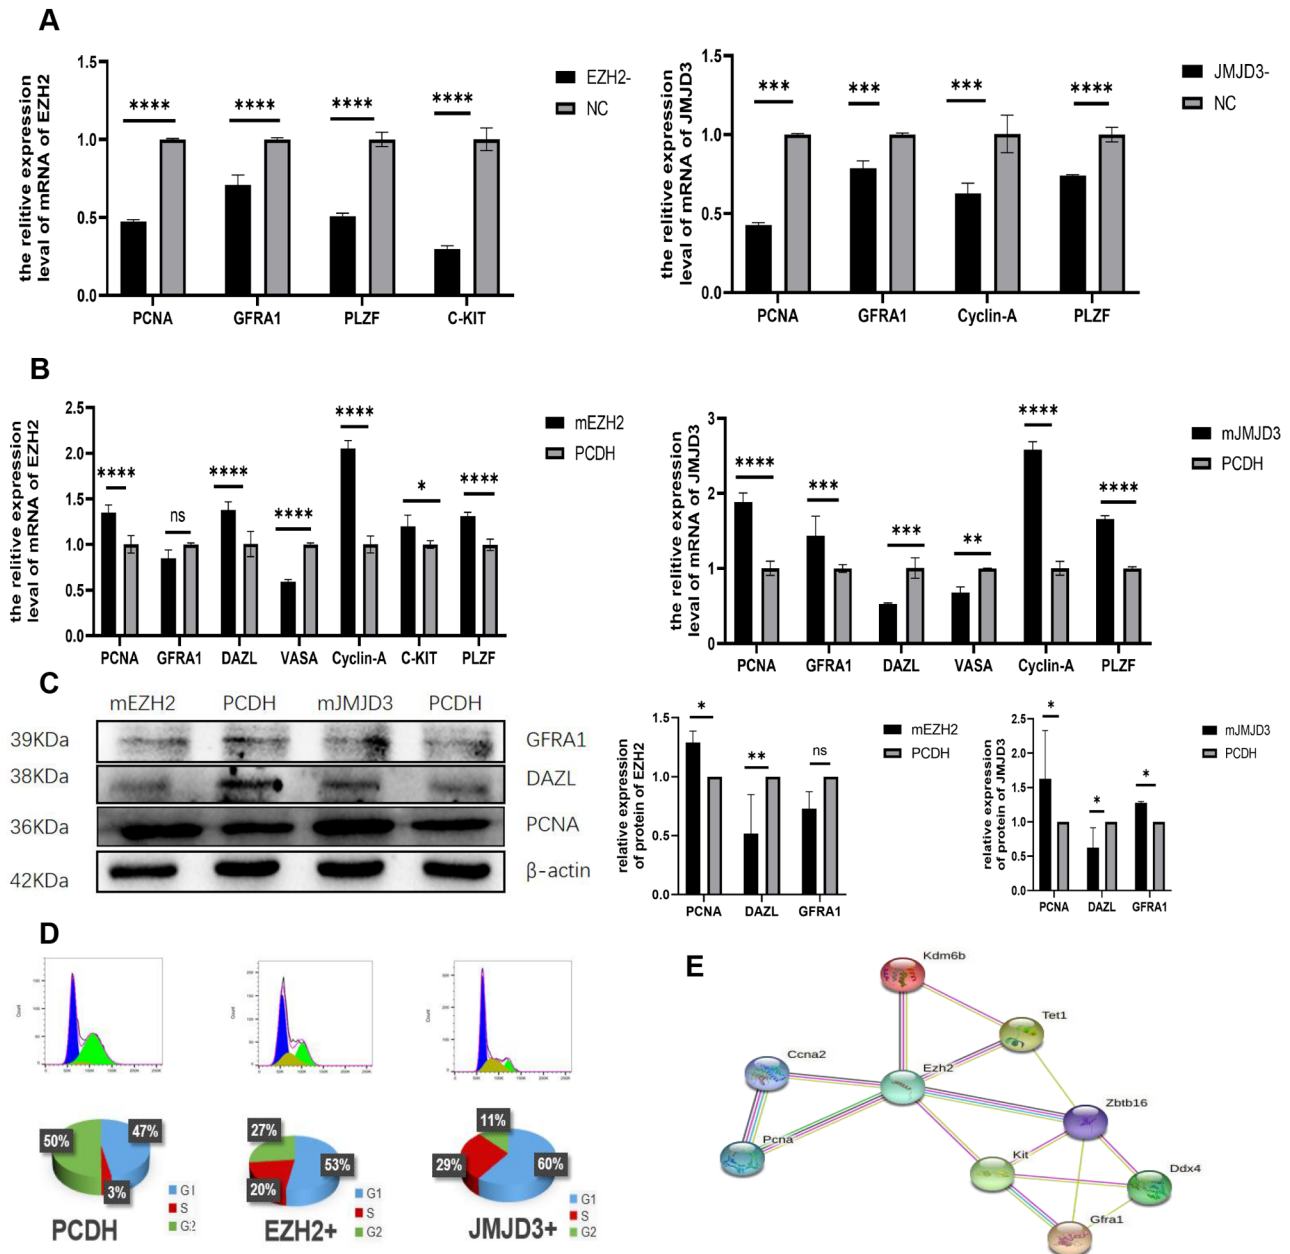 A
the relitive expression
leval of mRNA of EZH2
1.5
1.0
0.5
0.0
**** **** **** ****
PCNA GFRA1 PLZF C-KIT
EZH2-
NC
the relitive expression
leval of mRNA of JMJD3
1.5
1.0
0.5
0.0
*** *** *** ****
PCNA GFRA1 Cyclin-A PLZF
JMJD3-
NC
B
the relitive expression
leval of mRNA of EZH2
2.5
2.0
1.5
1.0
0.5
0.0
**** ns **** **** **** * ****
PCNA GFRA1 DAZL VASA Cyclin-A C-KIT PLZF
mEZH2
PCDH
the relitive expression
leval of mRNA of JMJD3
3
2
1
0
**** *** *** ** **** ****
PCNA GFRA1 DAZL VASA Cyclin-A PLZF
mJMJD3
PCDH
C
mEZH2 PCDH mJMJD3 PCDH
39KDa GFRA1
38KDa DAZL
36KDa PCNA
42KDa β-actin
relative expression
of protein of EZH2
1.5
1.0
0.5
0.0
* ** ns
PCNA DAZL GFRA1
mEZH2
PCDH
relative expression
of protein of JMJD3
2.5
2.0
1.5
1.0
0.5
0.0
* * *
PCNA DAZL GFRA1
mJMJD3
PCDH
D
Count
Count
Count
50% 47% 3%
G1
S
G2
PCDH
27% 53% 20%
G1
S
G2
EZH2+
11% 29% 60%
G1
S
G2
JMJD3+
E
Kdm6b
Tet1
Ccna2
Ezh2
Zbtb16
Pcna
Kit
Ddx4
Gfra1